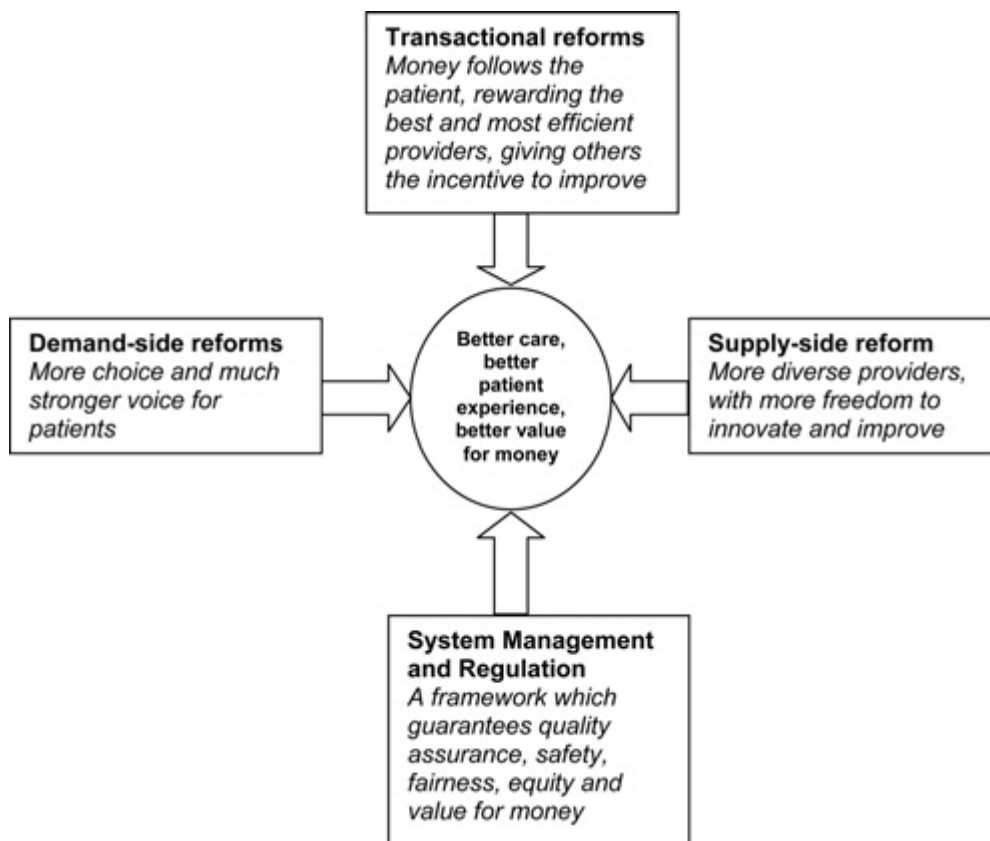 Transactional reforms
Money follows the
patient, rewarding the
best and most efficient
providers, giving others
the incentive to improve
Demand-side reforms
More choice and much
stronger voice for
patients
Better care,
better
patient
experience,
better value
for money
Supply-side reform
More diverse providers,
with more freedom to
innovate and improve
System Management
and Regulation
A framework which
guarantees quality
assurance, safety,
fairness, equity and
value for money